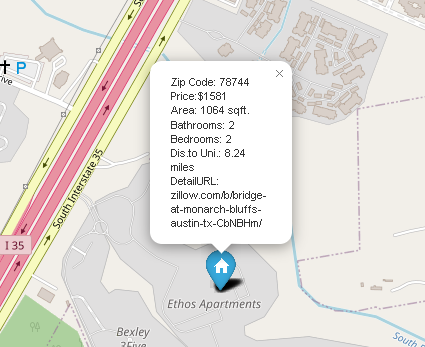 Zip Code: 78744
Price:$1581
Area: 1064 sqft.
Bathrooms: 2
Bedrooms: 2
Dis.to Uni.: 8.24
miles
DetailURL:
zillow.com/b/bridge-
at-monarch-bluffs-
austin-tx-CbNBHm/
P
South Interstate 35
I 35
Ethos Apartments
Bexley
3Five
South